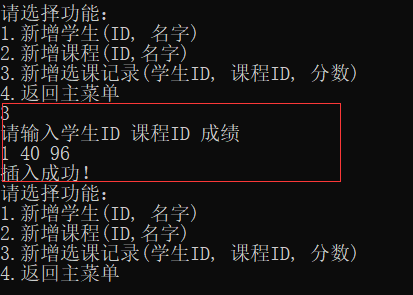 请选择功能:
1.新增学生(ID, 名字)
2.新增课程(ID,名字)
3.新增选课记录(学生ID, 课程ID, 分数)
4.返回主菜单
3
请输入学生ID 课程ID 成绩
1 40 96
插入成功!
请选择功能:
1.新增学生(ID, 名字)
2.新增课程(ID,名字)
3.新增选课记录(学生ID, 课程ID, 分数)
4.返回主菜单